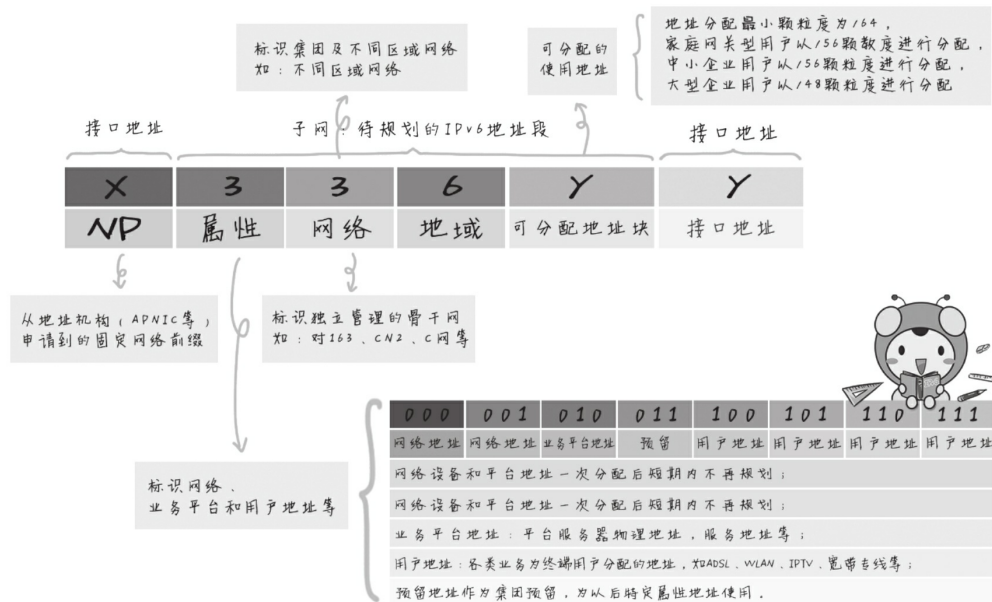 标识集团及不同区域网络
如：不同区域网络
可分配的
使用地址
地址分配最小颗粒度为/64，
家庭网关型用户以/56颗数度进行分配，
中小企业用户以/56颗粒度进行分配，
大型企业用户以/48颗粒度进行分配
接口地址
子网：待规划的IPv6地址段
接口地址
X 3 3 6 Y Y
NP 属性 网络 地域 可分配地址块 接口地址
从地址机构（APNIC等）
申请到的固定网络前缀
标识独立管理的骨干网
如：对163、CN2、C网等
标识网络、
业务平台和用户地址等
000 001 010 011 100 101 110 111
网络地址 网络地址 业务平台地址 预留 用户地址 用户地址 用户地址 用户地址
网络设备和平台地址一次分配后短期内不再规划；
网络设备和平台地址一次分配后短期内不再规划；
业务平台地址：平台服务器物理地址，服务地址等；
用户地址：各类业务为终端用户分配的地址，如ADSL、WLAN、IPTV、宽带专线等；
预留地址作为集团预留，为以后特定属性地址使用。